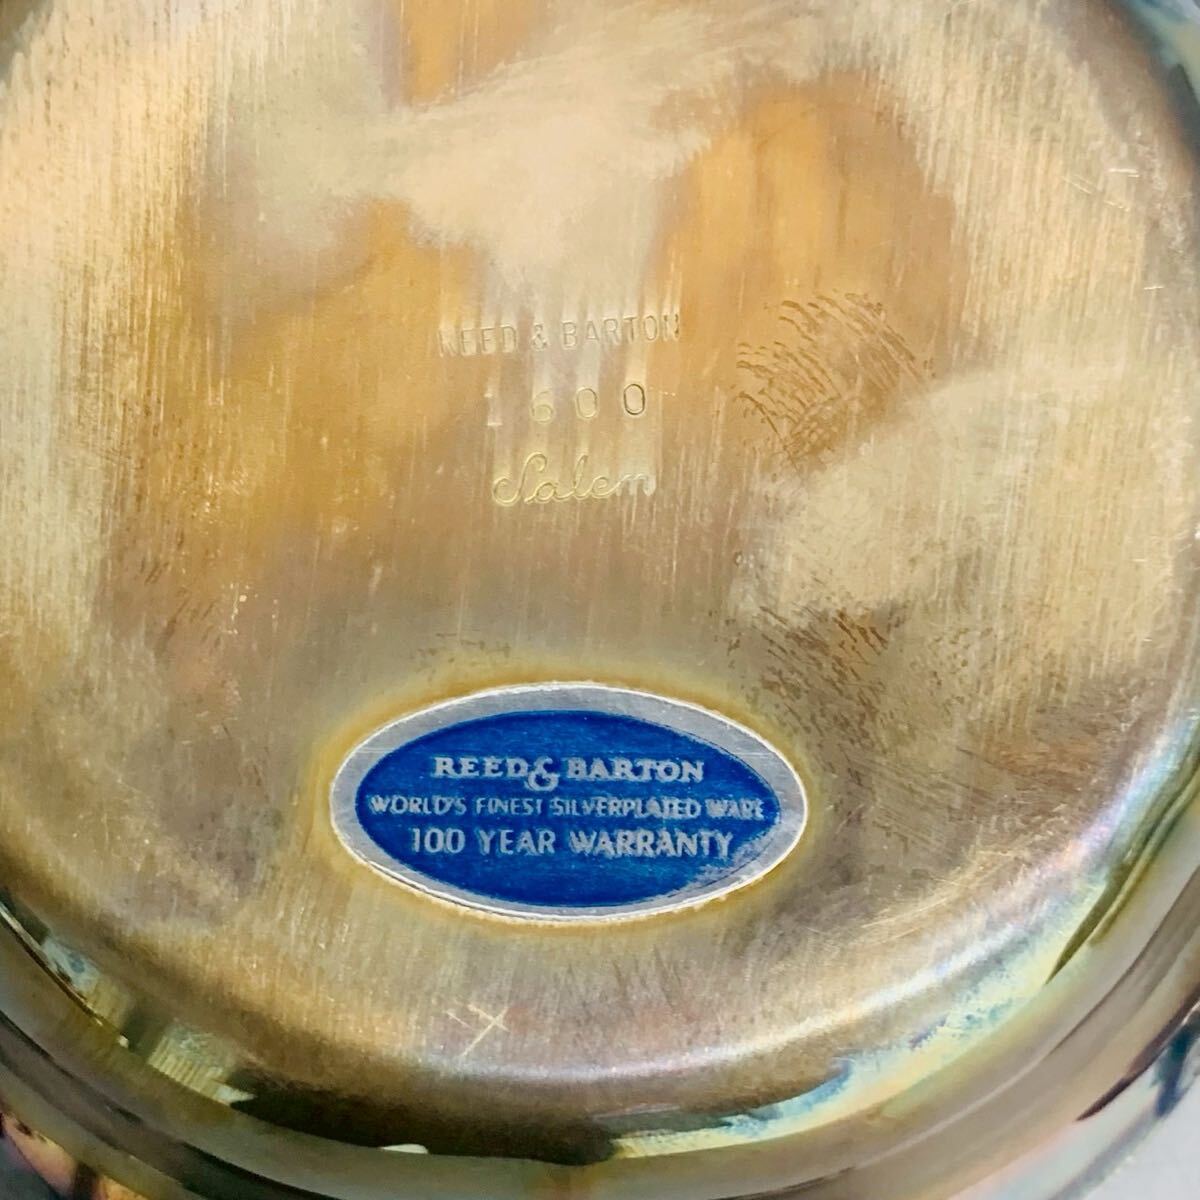 REED & BARTON
1600
Salem
REED & BARTON
WORLD'S FINEST SILVERPLATED WARE
100 YEAR WARRANTY